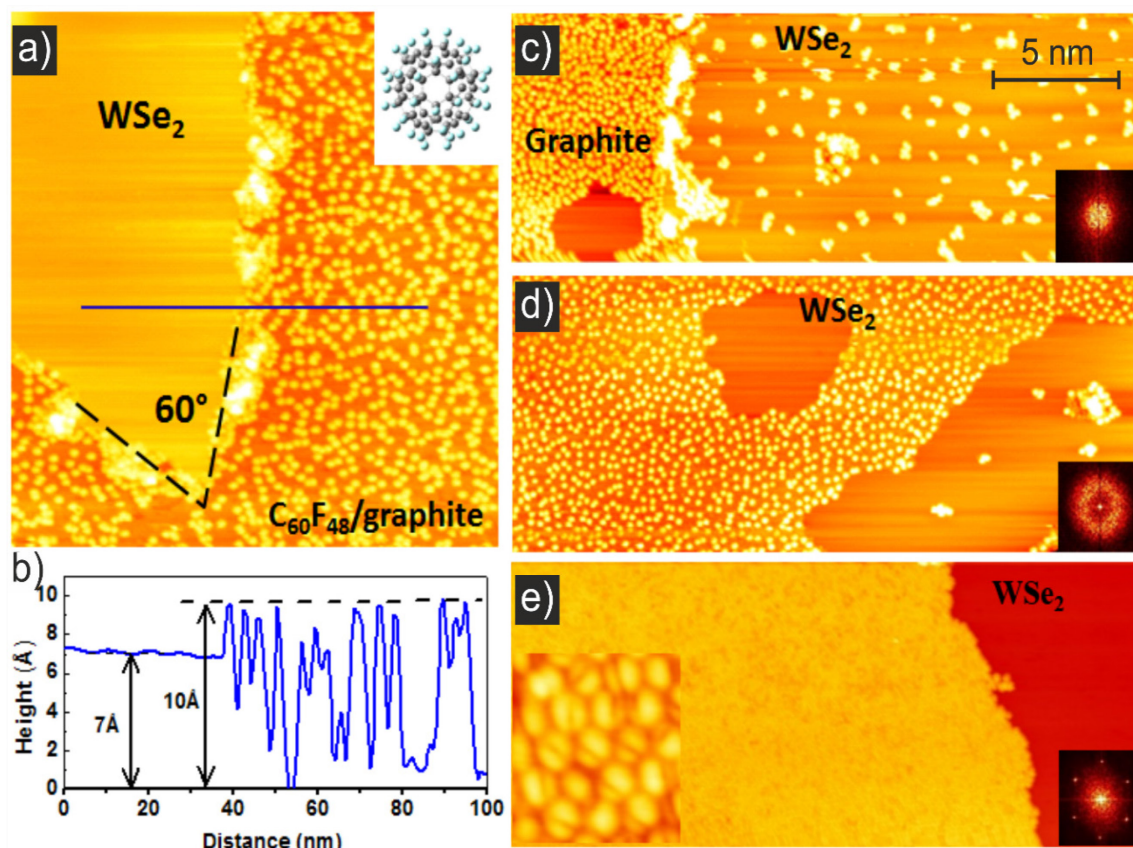 a)
WSe₂
60°
C₆₀F₄₈/graphite
b)
Height (Å)
10
8
6
4
2
0
7Å
10Å
0 20 40 60 80 100
Distance (nm)
c)
WSe₂
5 nm
Graphite
d)
WSe₂
e)
WSe₂